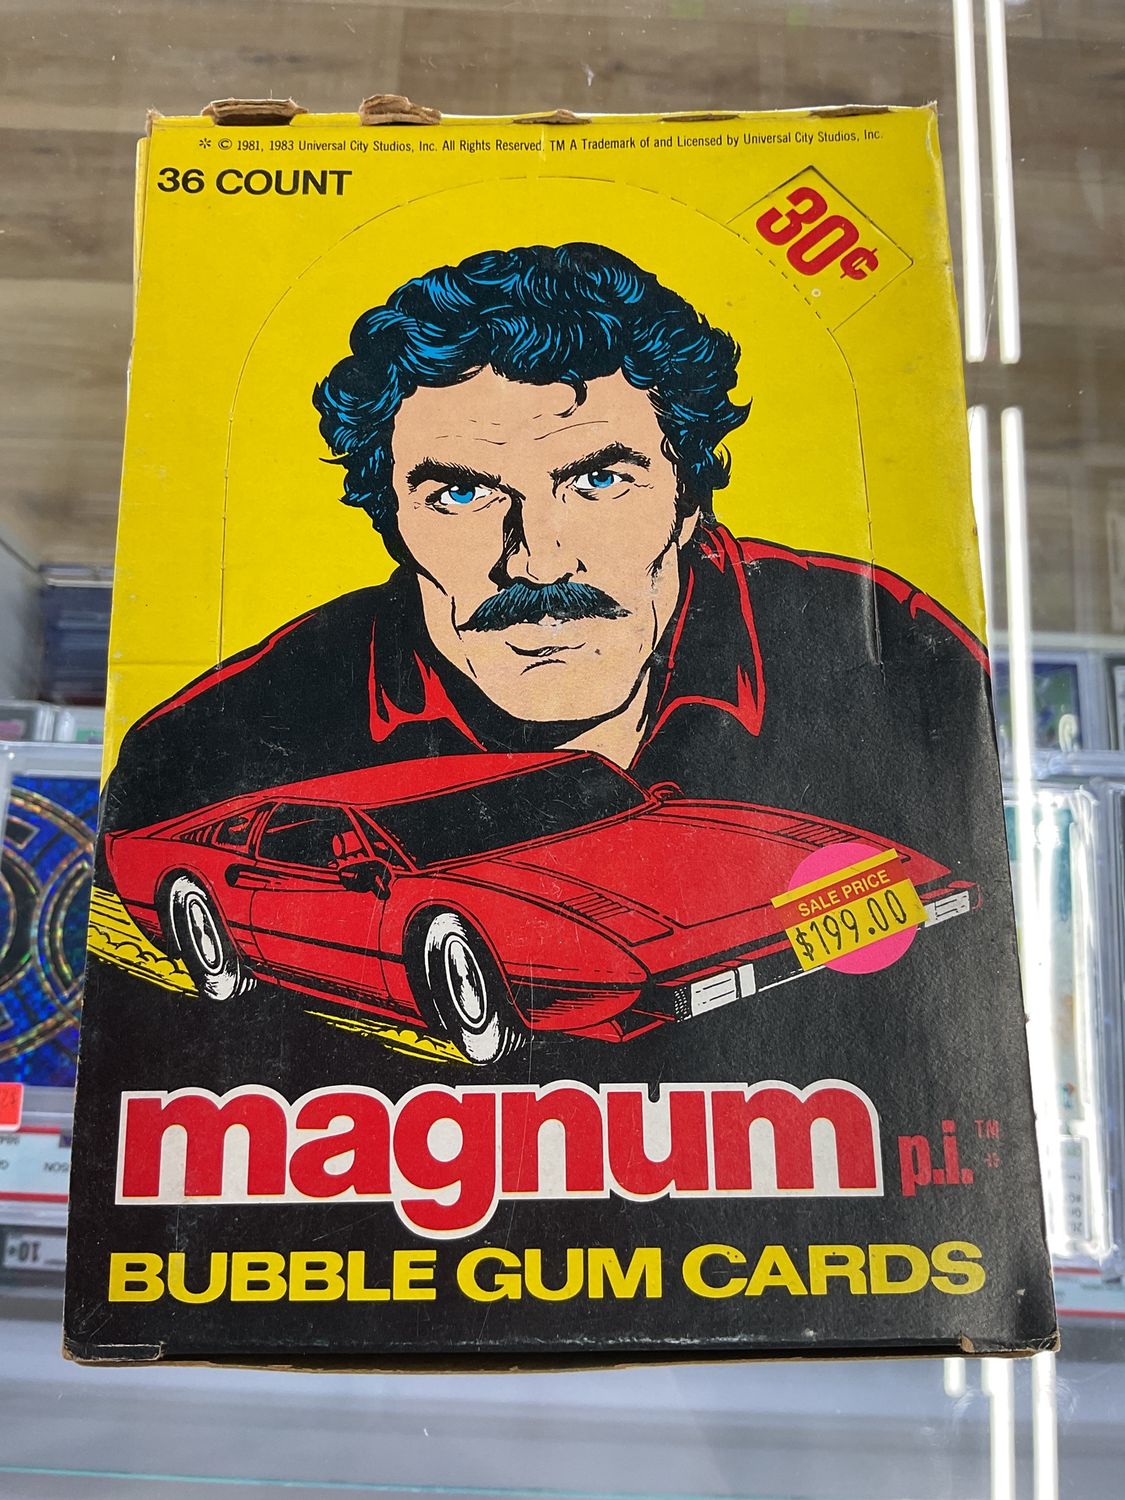 * © 1981, 1983 Universal City Studios, Inc. All Rights Reserved. TM A Trademark of and Licensed by Universal City Studios, Inc.
36 COUNT
30¢
SALE PRICE
$199.00
magnum p.i.™*
BUBBLE GUM CARDS
10